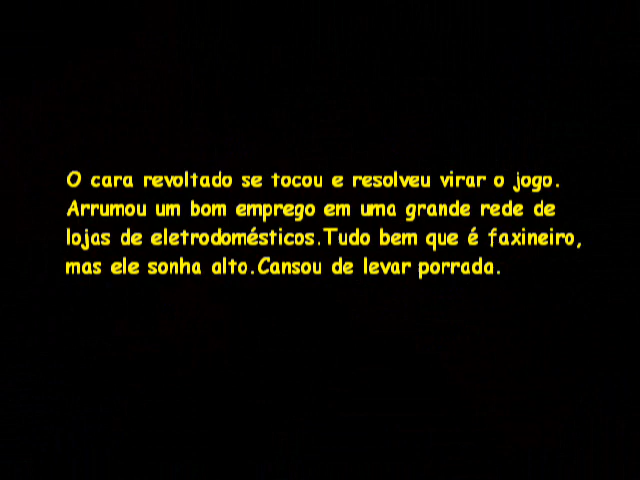 O cara revoltado se tocou e resolveu virar o jogo.
Arrumou um bom emprego em uma grande rede de
lojas de eletrodomésticos.Tudo bem que é faxineiro,
mas ele sonha alto.Cansou de levar porrada.